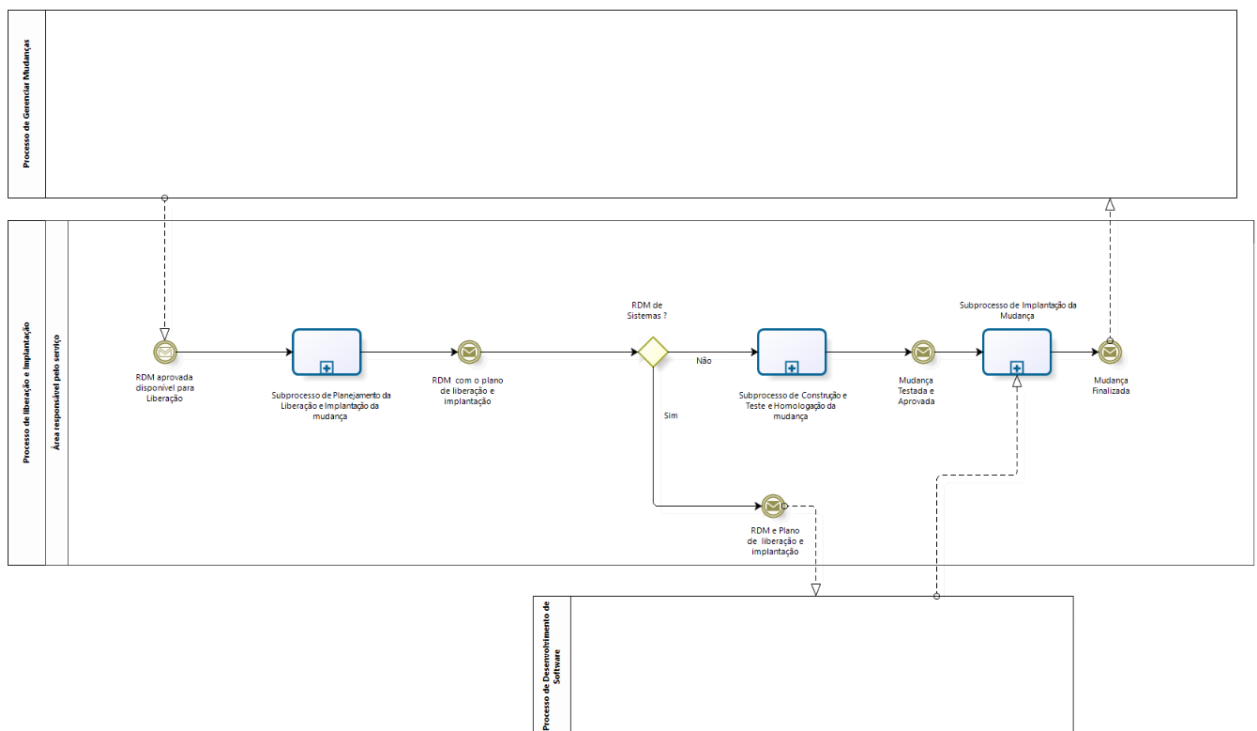 Processo de Gerenciar Mudanças
Processo de liberação e Implantação
Área responsável pelo serviço
RDM aprovada
disponível para
Liberação
Subprocesso de Planejamento da
Liberação e Implantação da
mudança
RDM com o plano
de liberação e
implantação
RDM de
Sistemas ?
Não
Sim
Subprocesso de Construção e
Teste e Homologação da
mudança
Mudança
Testada e
Aprovada
Subprocesso de Implantação da
Mudança
Mudança
Finalizada
RDM e Plano
de liberação e
implantação
Processo de Desenvolvimento de
Software